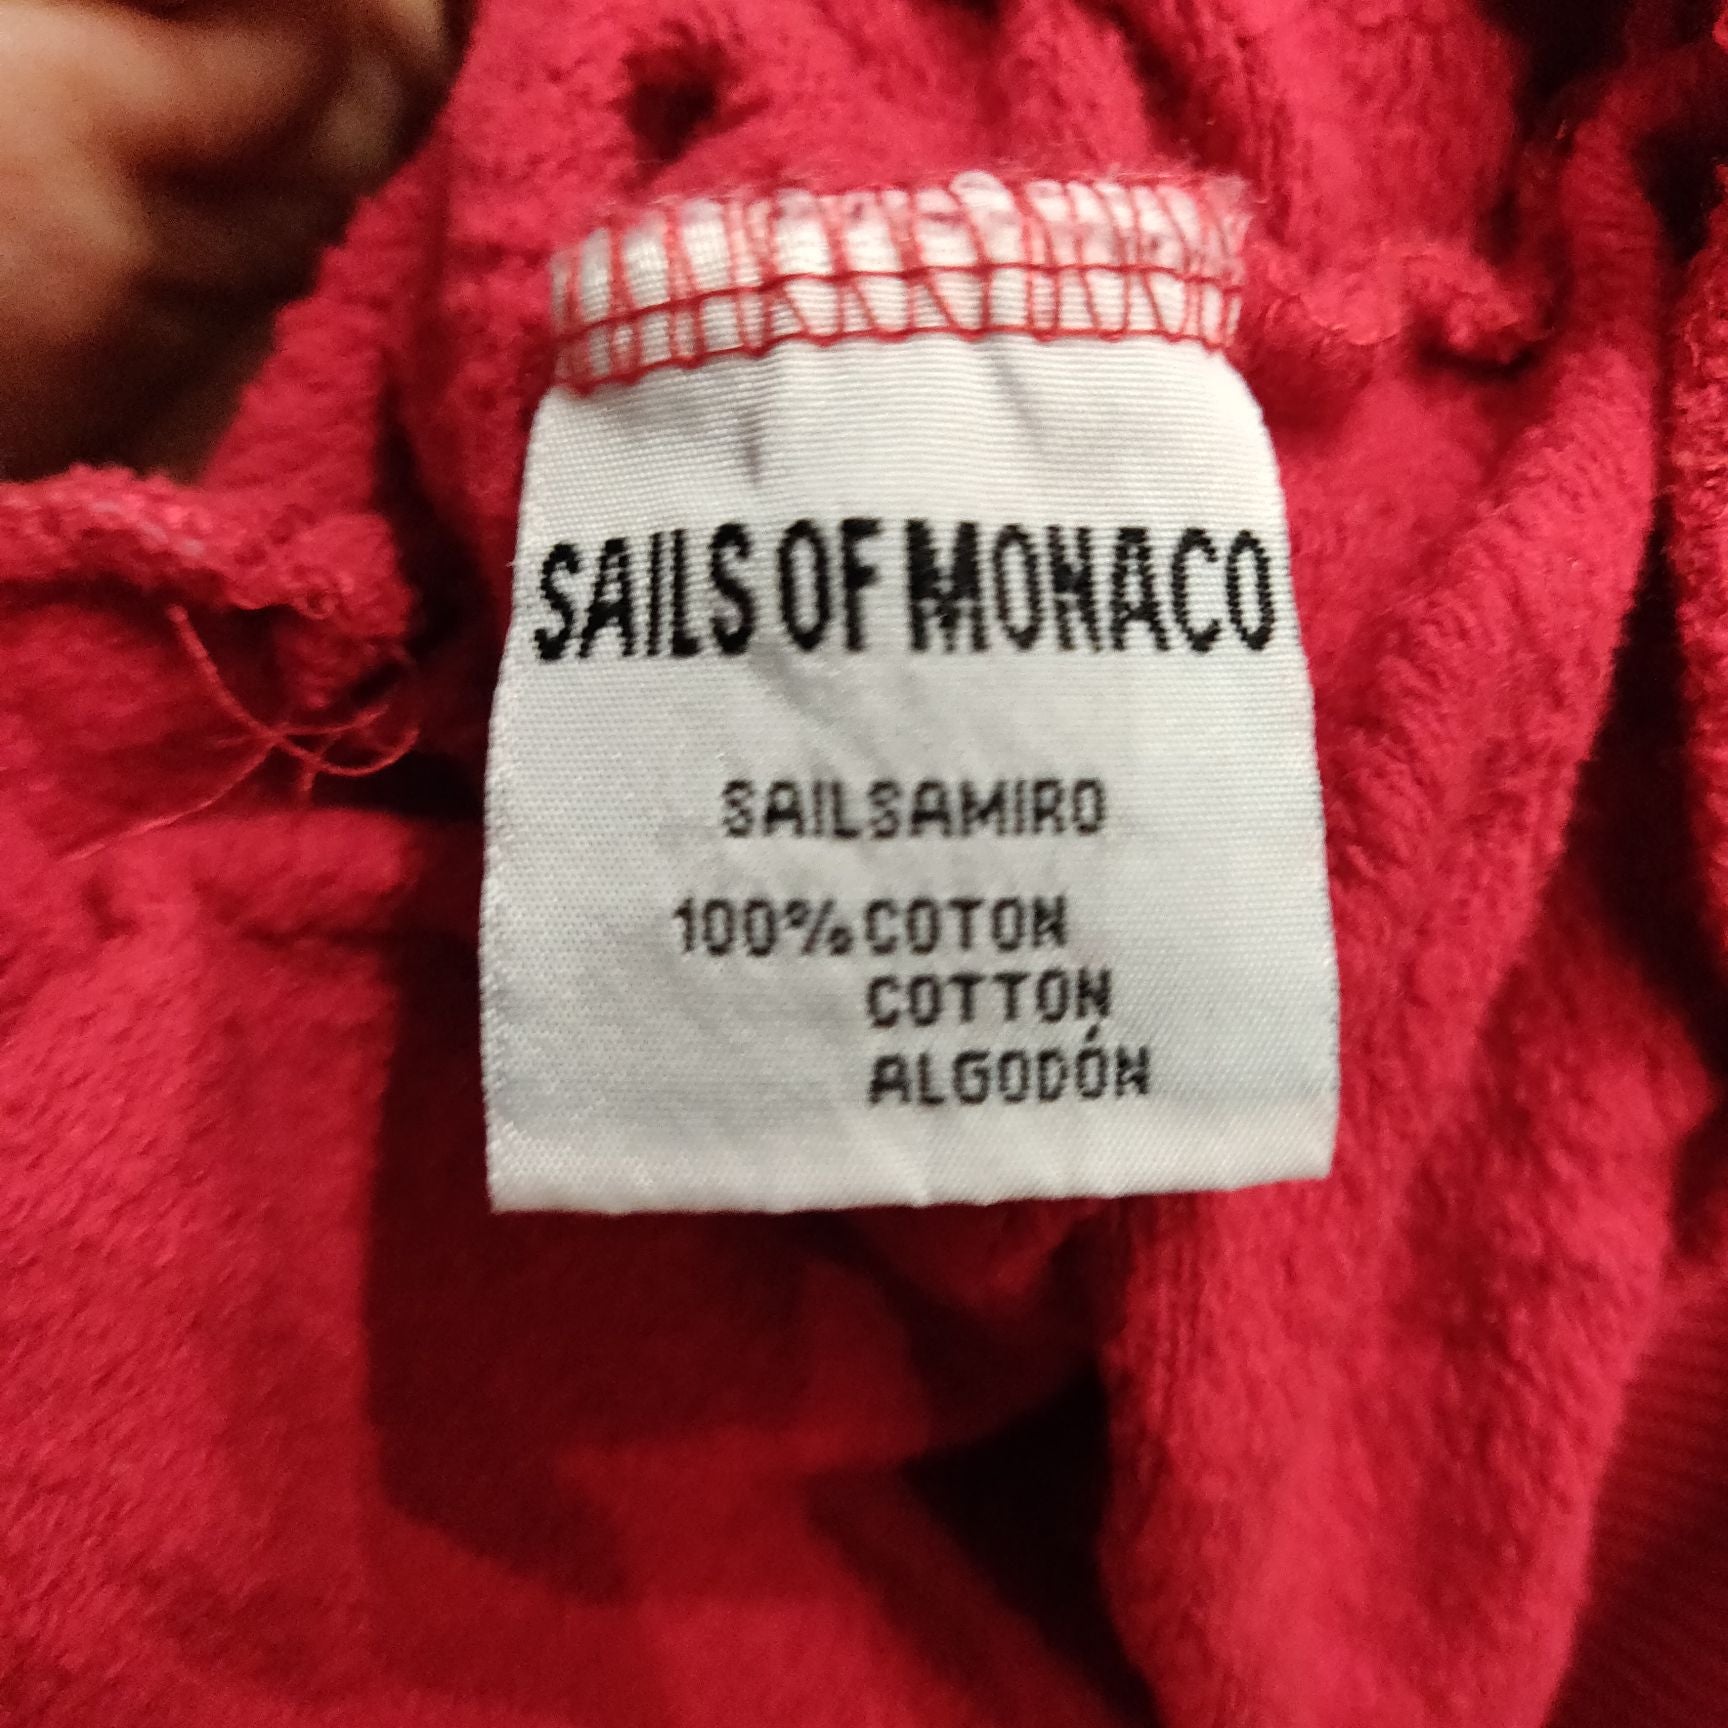 SAILS OF MONACO
SAILSAMIRO
100% COTON
COTTON
ALGODÓN